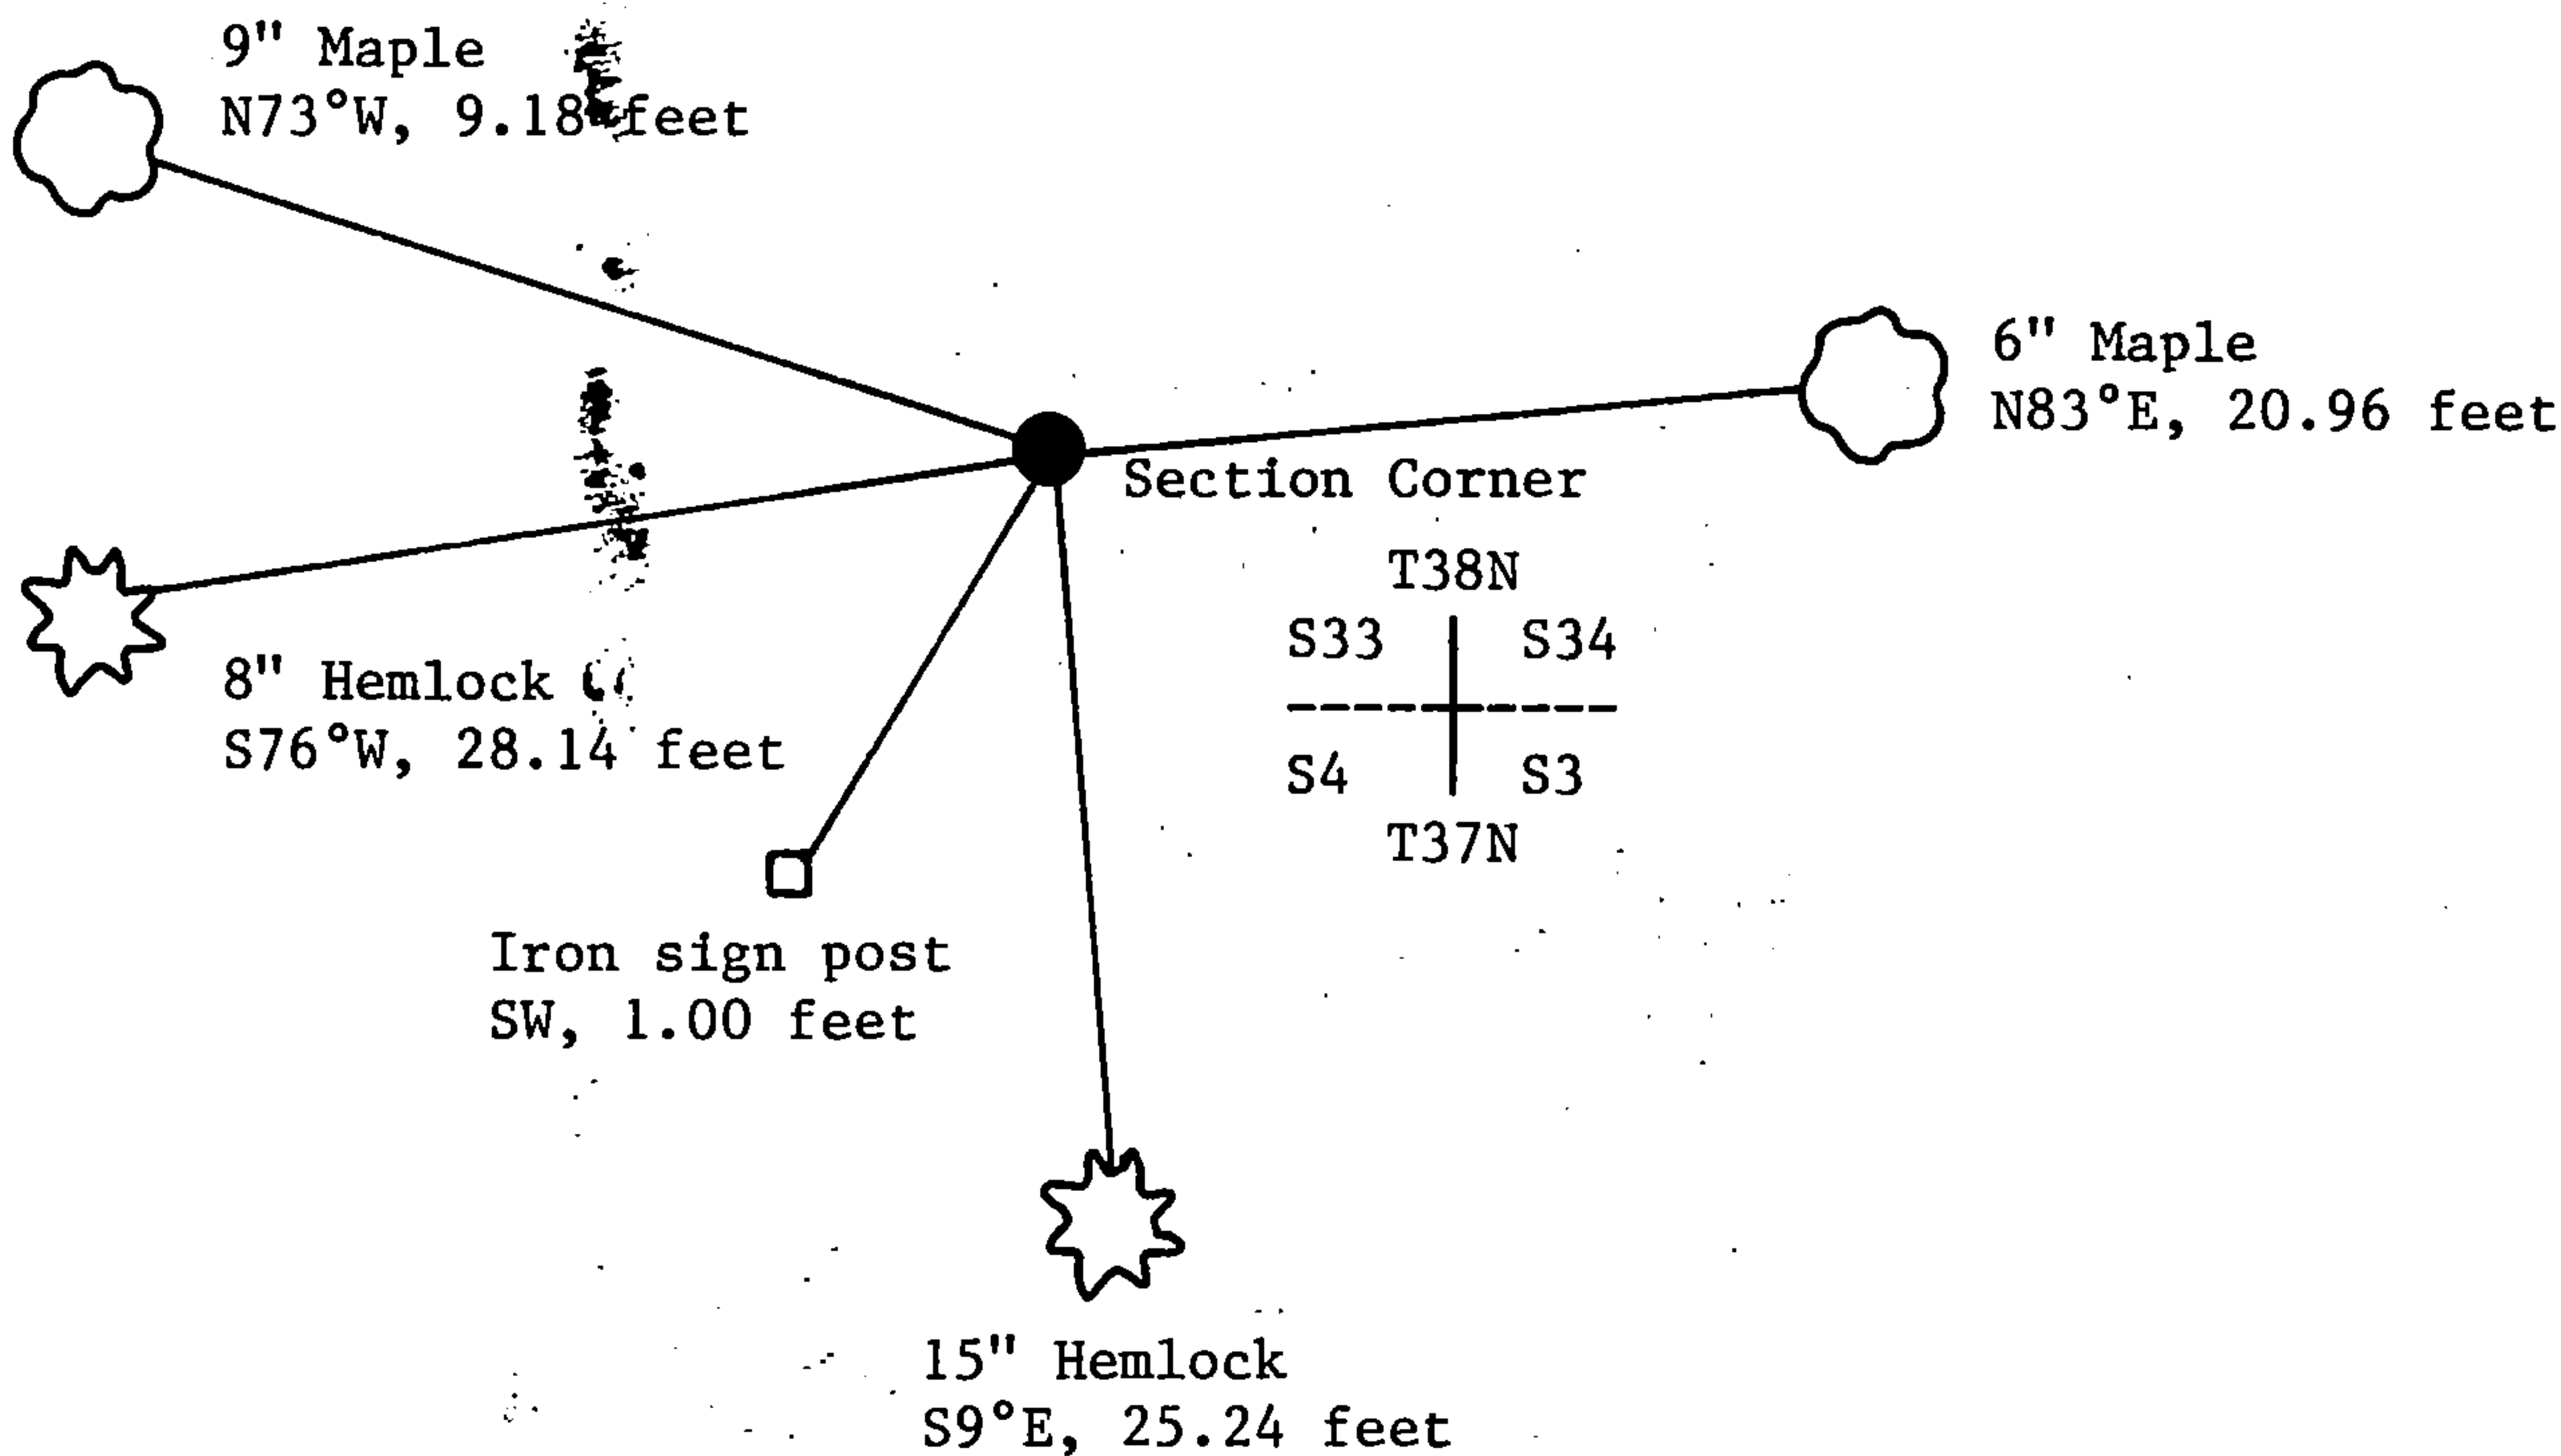 9" Maple
N73°W, 9.18 feet
6" Maple
N83°E, 20.96 feet
Section Corner
T38N
S33 S34
8" Hemlock
S76°W, 28.14 feet
S4 S3
T37N
Iron sign post
SW, 1.00 feet
15" Hemlock
S9°E, 25.24 feet